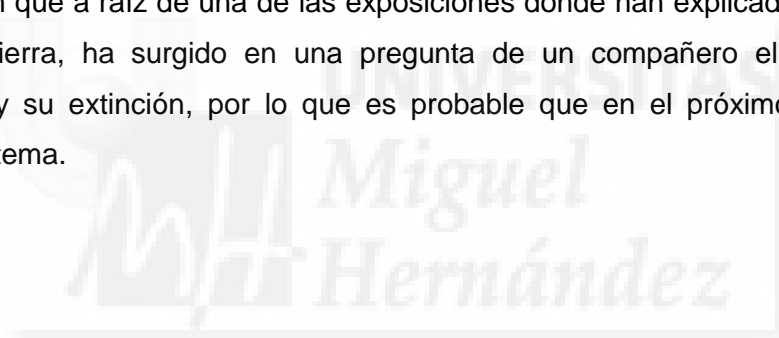 n que a raíz de una de las exposiciones donde han explicad
ierra, ha surgido en una pregunta de un compañero el
y su extinción, por lo que es probable que en el próximo
tema.
UNIVERSITAS
Miguel
Hernández